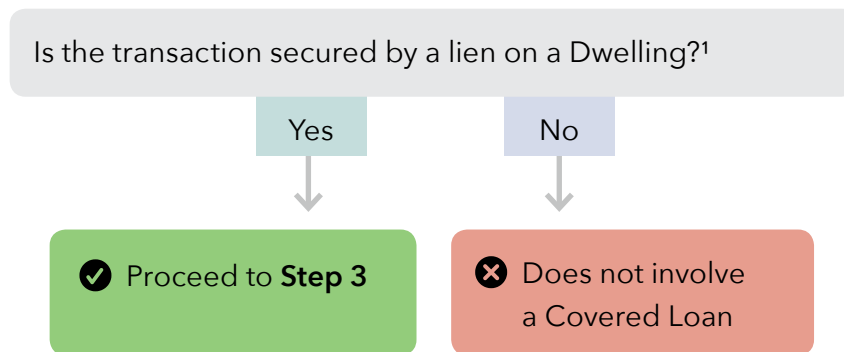 Is the transaction secured by a lien on a Dwelling?¹
Yes
No
Proceed to Step 3
Does not involve
a Covered Loan